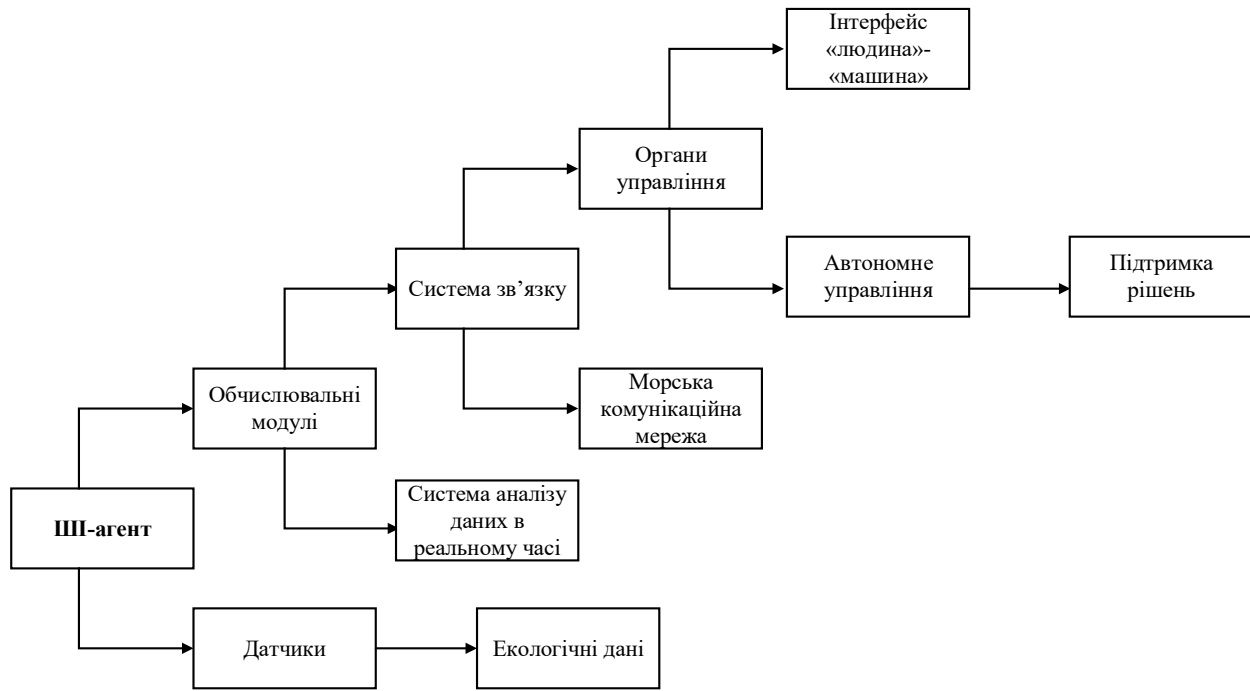 Інтерфейс
«людина»-
«машина»
Органи
управління
Автономне
управління
Підтримка
рішень
Система зв’язку
Обчислювальні
модулі
Морська
комунікаційна
мережа
ШІ-агент
Система аналізу
даних в
реальному часі
Датчики
Екологічні дані